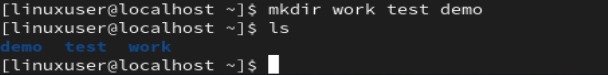 [linuxuser@localhost ~]$ mkdir work test demo
[linuxuser@localhost ~]$ ls
demo  test  work
[linuxuser@localhost ~]$